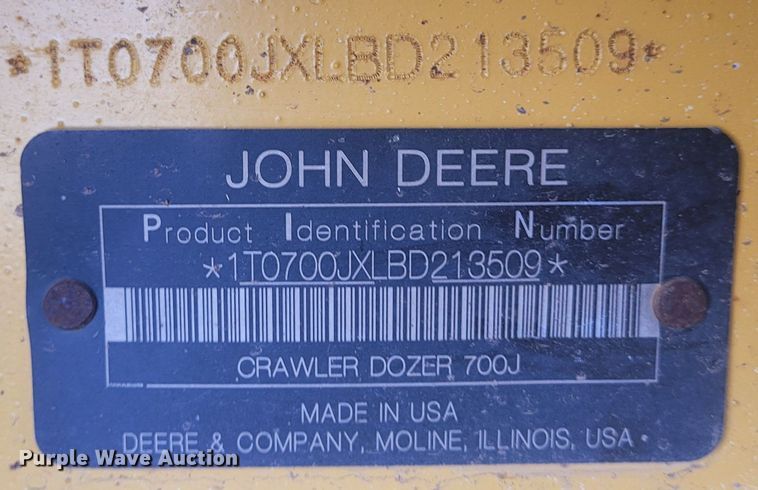 *1T0700JXLBD213509*
JOHN DEERE
Product Identification Number
*1T0700JXLBD213509*
CRAWLER DOZER 700J
MADE IN USA
DEERE & COMPANY, MOLINE, ILLINOIS, USA
Purple Wave Auction